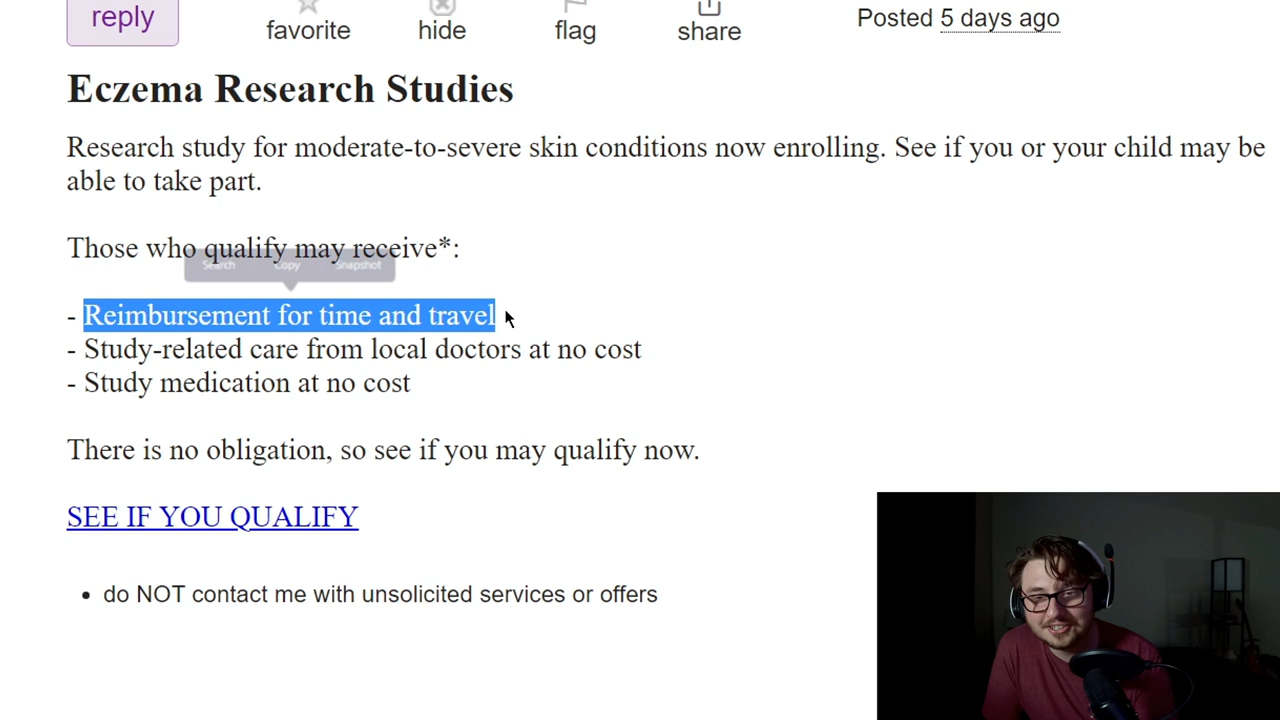 reply
favorite
hide
flag
share
Posted 5 days ago
Eczema Research Studies
Research study for moderate-to-severe skin conditions now enrolling. See if you or your child may be
able to take part.
Those who qualify may receive*:
Search Copy Snapshot
- Reimbursement for time and travel
- Study-related care from local doctors at no cost
- Study medication at no cost
There is no obligation, so see if you may qualify now.
SEE IF YOU QUALIFY
• do NOT contact me with unsolicited services or offers